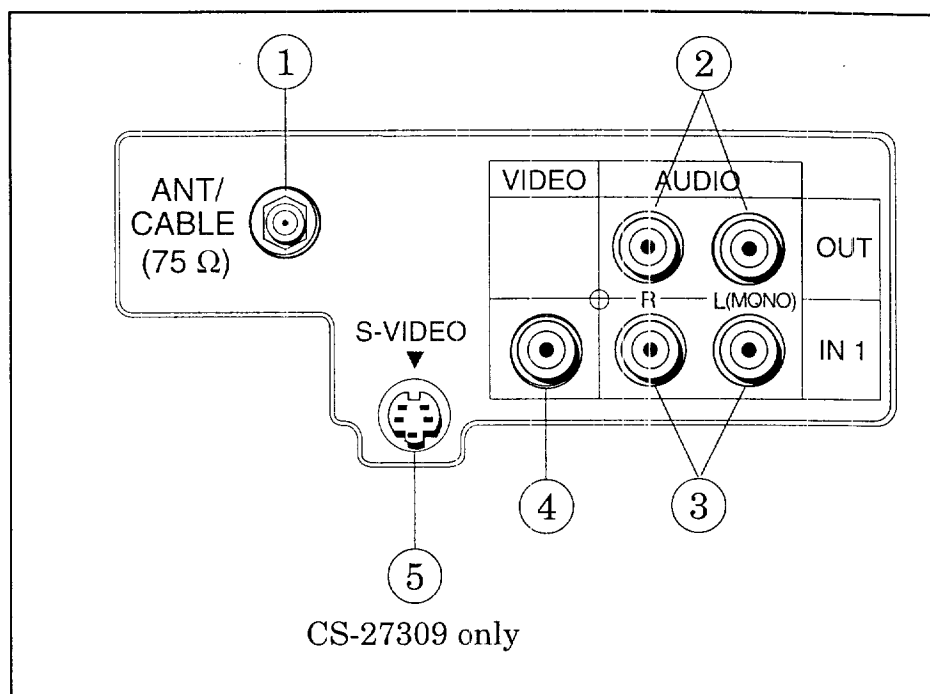 1
2
VIDEO AUDIO
ANT/
CABLE
(75 Ω)
OUT
R L(MONO)
S-VIDEO
IN 1
4
3
5
CS-27309 only